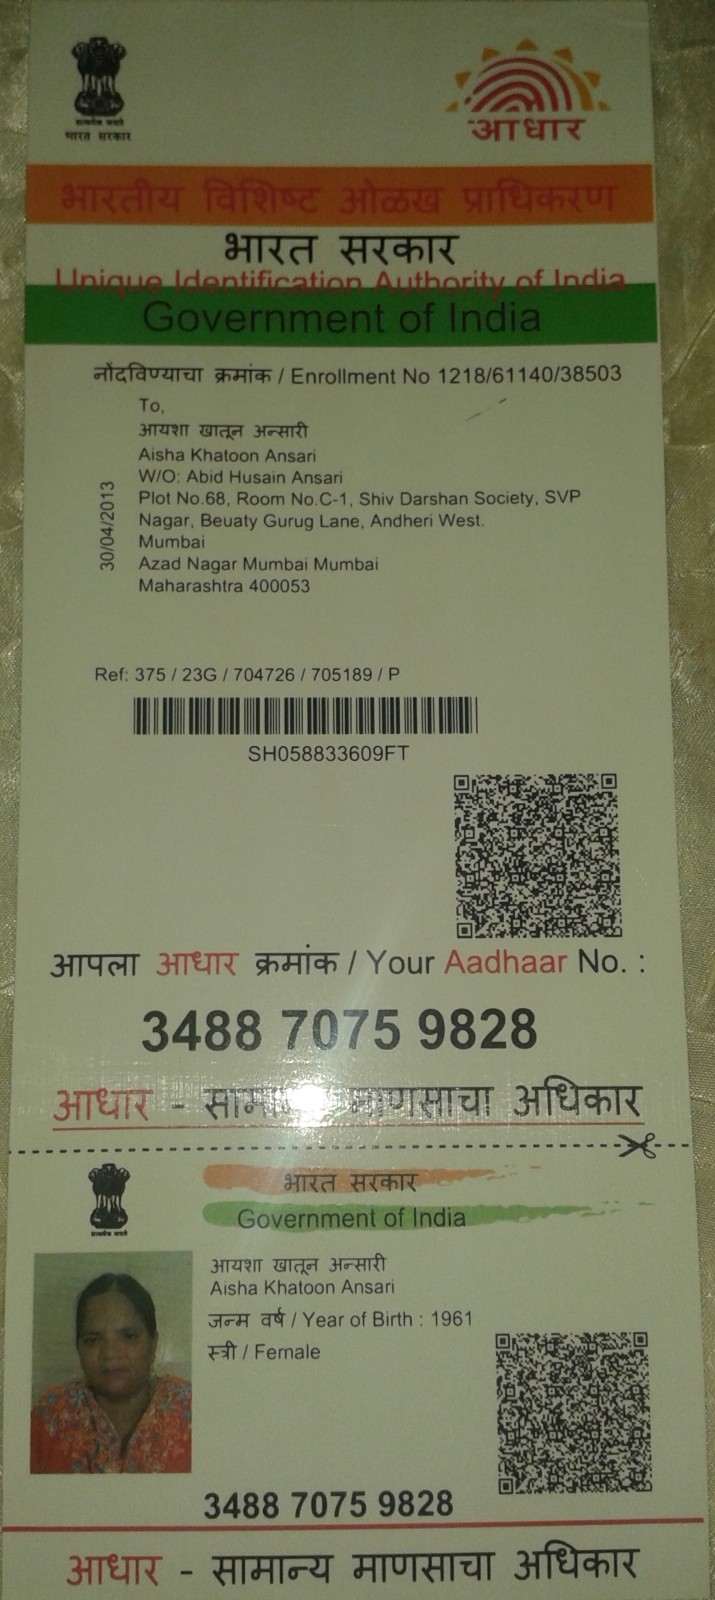 सत्यमेव जयते
भारत सरकार
आधार
भारतीय विशिष्ट ओळख प्राधिकरण
भारत सरकार
Unique Identification Authority of India
Government of India
नोंदविण्याचा क्रमांक / Enrollment No 1218/61140/38503
To,
आयशा खातून अन्सारी
Aisha Khatoon Ansari
W/O: Abid Husain Ansari
Plot No.68, Room No.C-1, Shiv Darshan Society, SVP
Nagar, Beuaty Gurug Lane, Andheri West.
Mumbai
Azad Nagar Mumbai Mumbai
Maharashtra 400053
30/04/2013
Ref: 375 / 23G / 704726 / 705189 / P
SH058833609FT
आपला आधार क्रमांक / Your Aadhaar No. :
3488 7075 9828
आधार - सामान्य माणसाचा अधिकार
भारत सरकार
Government of India
आयशा खातून अन्सारी
Aisha Khatoon Ansari
जन्म वर्ष / Year of Birth : 1961
स्त्री / Female
3488 7075 9828
आधार - सामान्य माणसाचा अधिकार